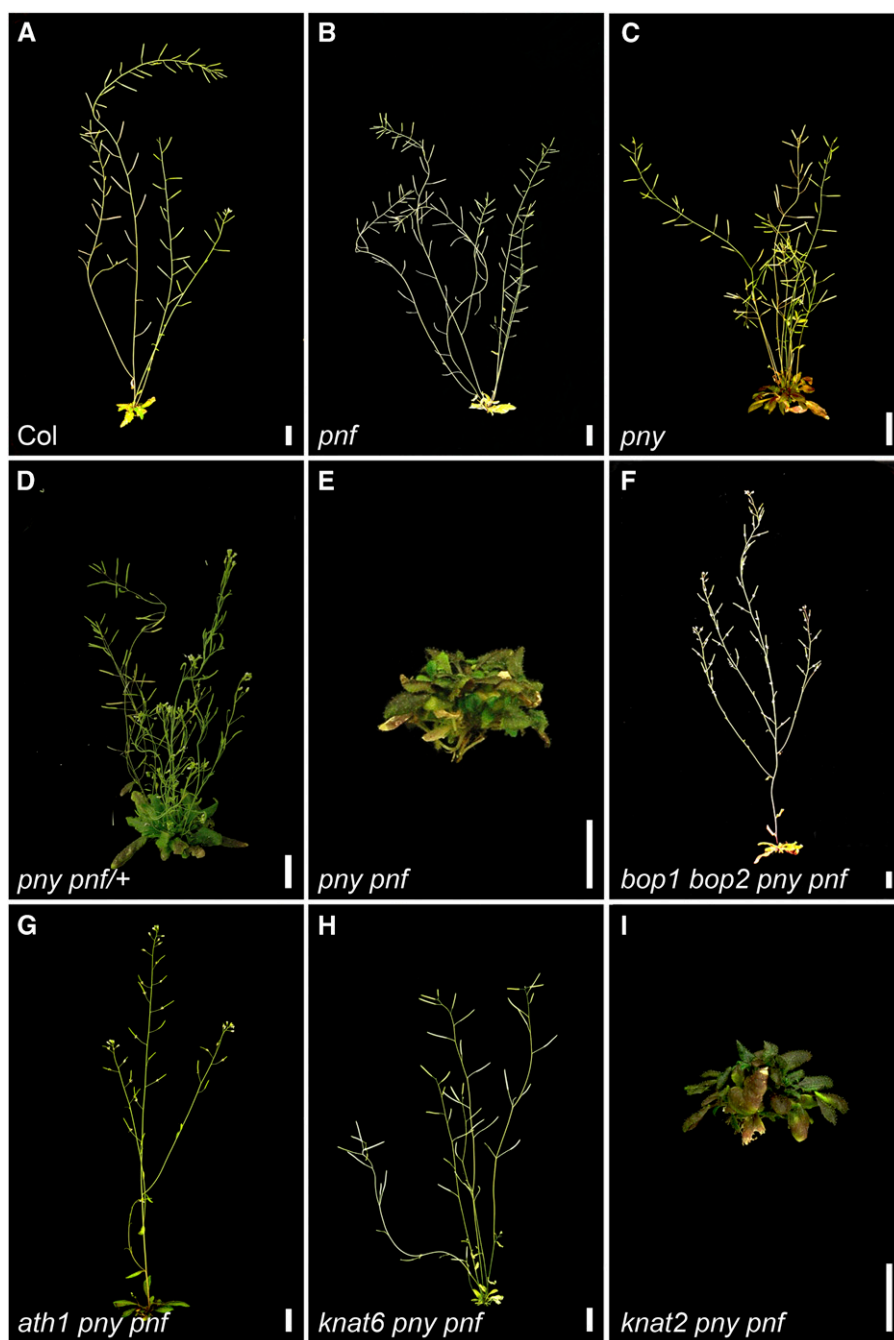 A
Col
B
pnf
C
pny
D
pny pnf/+
E
pny pnf
F
bop1 bop2 pny pnf
G
ath1 pny pnf
H
knat6 pny pnf
I
knat2 pny pnf